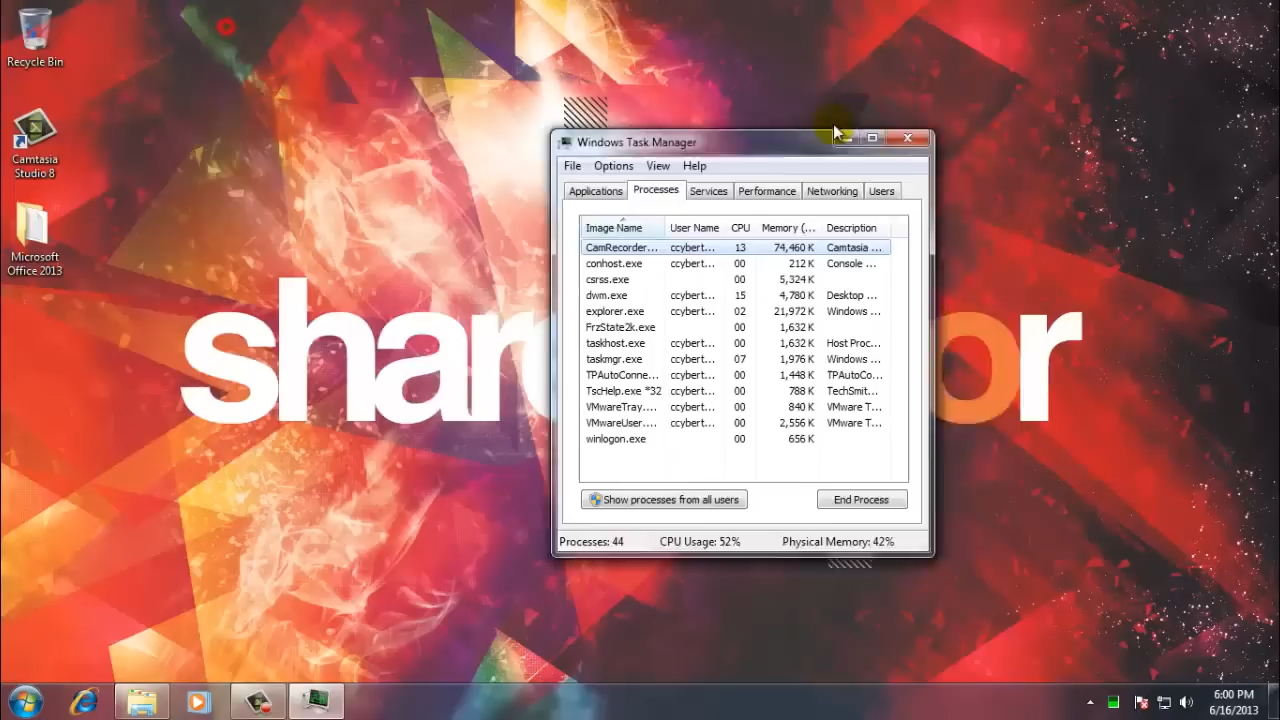 Recycle Bin
Camtasia
Studio 8
Microsoft
Office 2013
share
or
Windows Task Manager
File Options View Help
Applications Processes Services Performance Networking Users
Image Name User Name CPU Memory (... Description
CamRecorder... ccybert... 13 74,460 K Camtasia ...
conhost.exe ccybert... 00 212 K Console ...
csrss.exe 00 5,324 K
dwm.exe ccybert... 15 4,780 K Desktop ...
explorer.exe ccybert... 02 21,972 K Windows ...
FrzState2k.exe 00 1,632 K
taskhost.exe ccybert... 00 1,632 K Host Proc...
taskmgr.exe ccybert... 07 1,976 K Windows ...
TPAutoConne... ccybert... 00 1,448 K TPAutoCo...
TscHelp.exe *32 ccybert... 00 788 K TechSmit...
VMwareTray.... ccybert... 00 840 K VMware T...
VMwareUser.... ccybert... 00 2,556 K VMware T...
winlogon.exe 00 656 K
Show processes from all users End Process
Processes: 44 CPU Usage: 52% Physical Memory: 42%
6:00 PM
6/16/2013